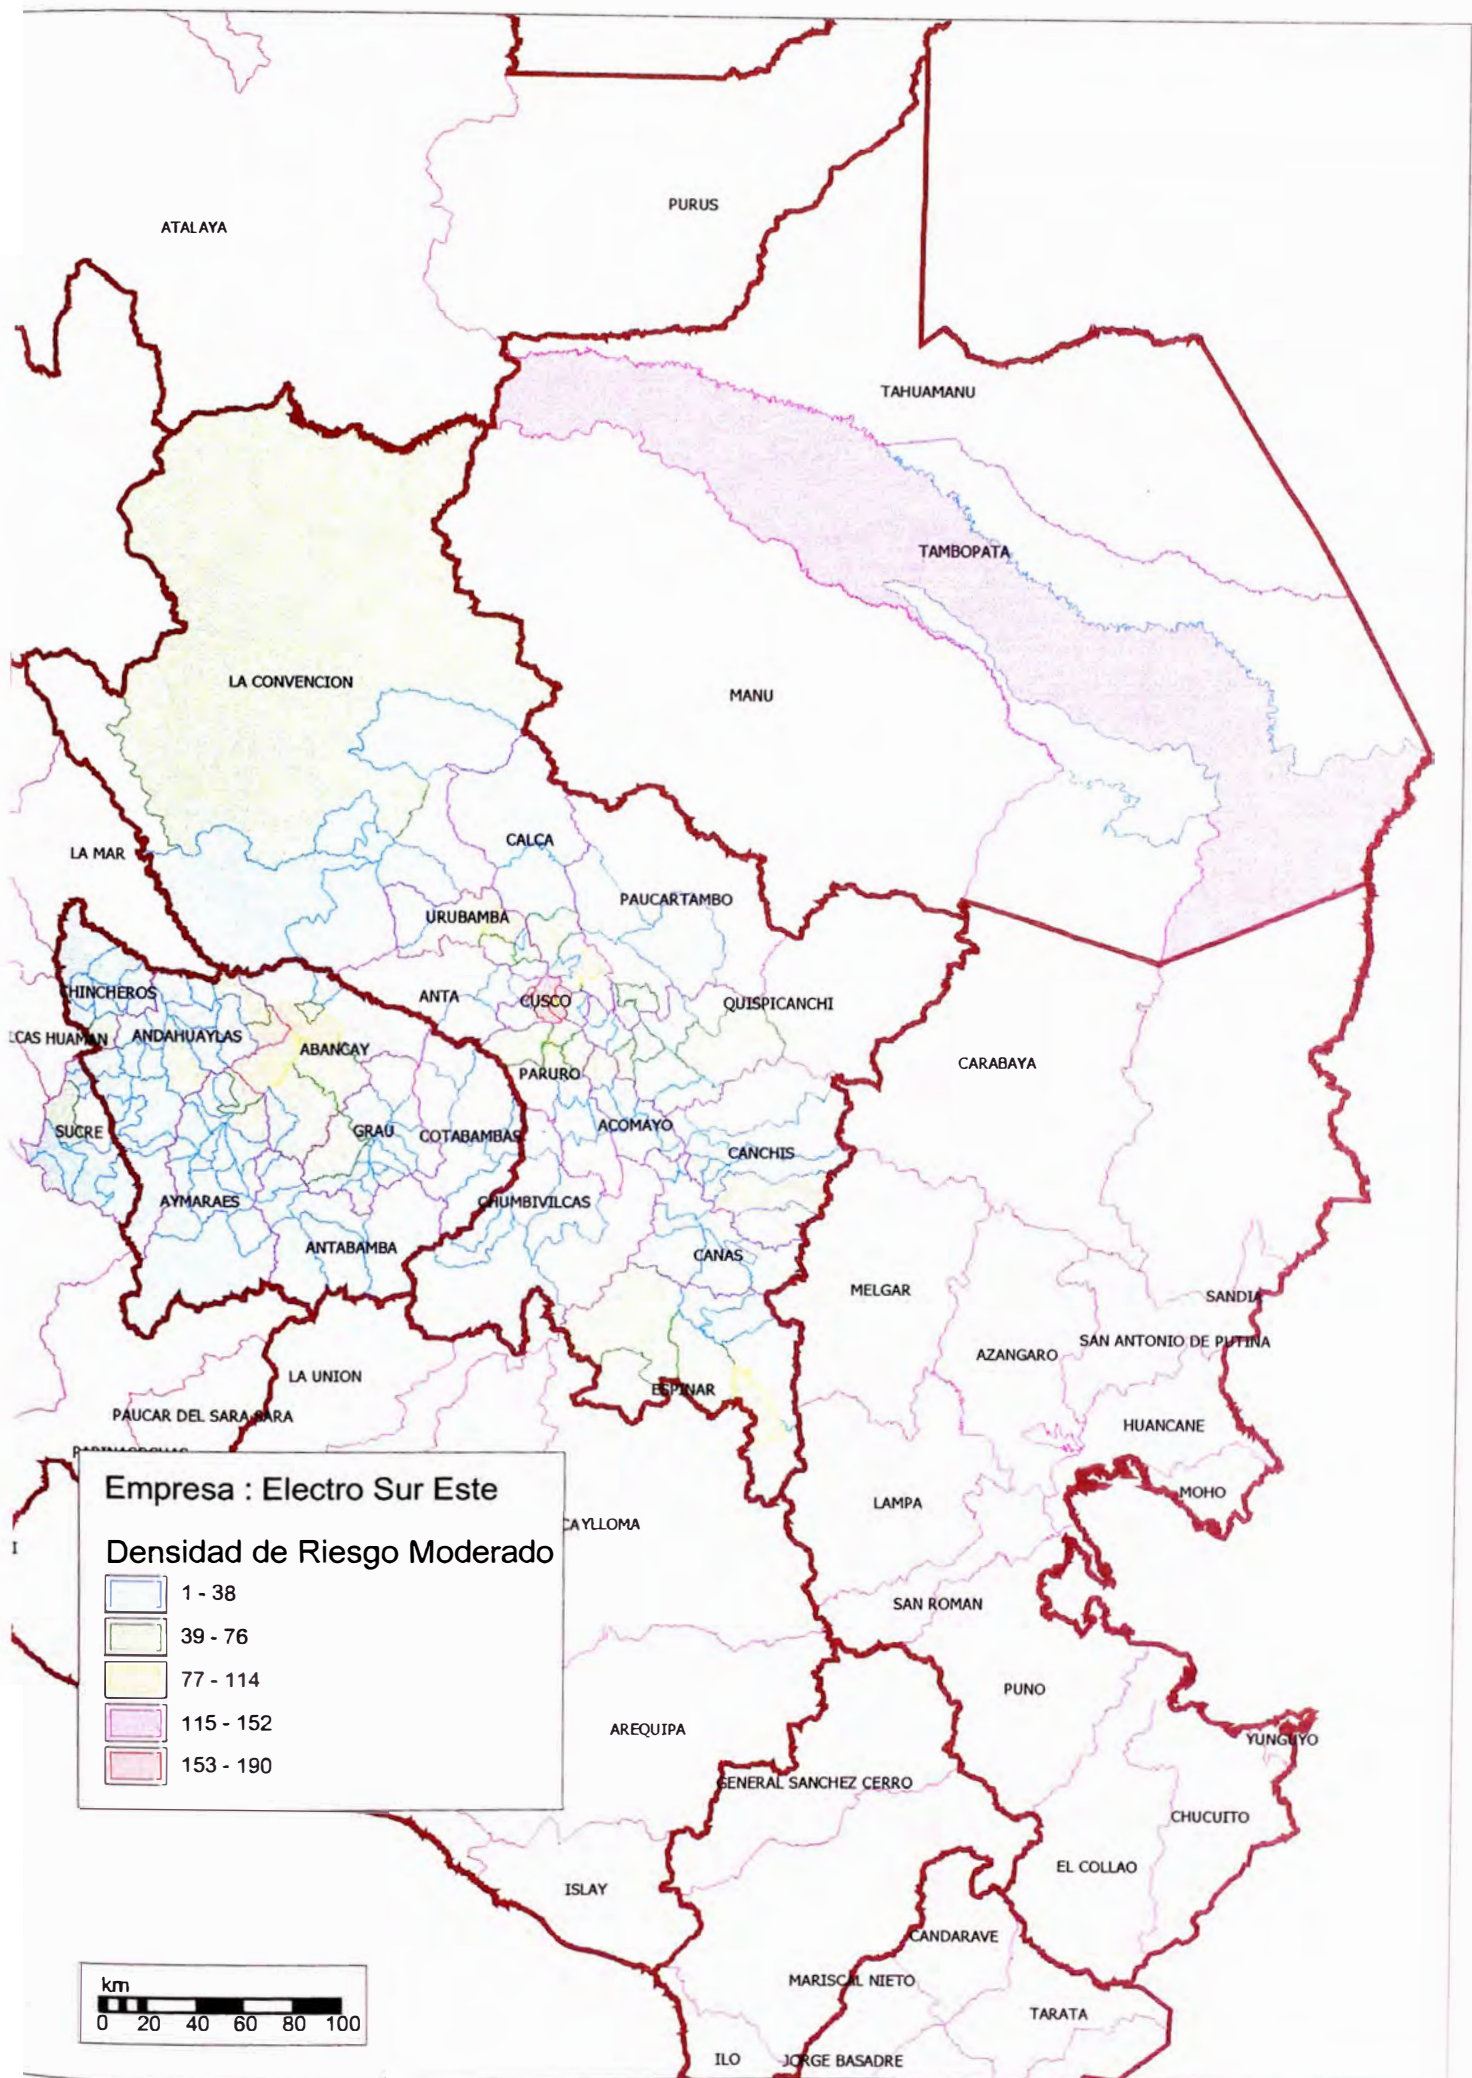 PURUS
ATALAYA
TAHUAMANU
TAMBOPATA
LA CONVENCION
MANU
CALCA
LA MAR
PAUCARTAMBO
URUBAMBA
CHINCHEROS
ANTA
CUSCO
QUISPICANCHI
LCAS HUAMAN
ANDAHUAYLAS
ABANCAY
CARABAYA
PARURO
SUCRE
GRAU
COTABAMBAS
ACOMAYO
CANCHIS
AYMARAES
CHUMBIVILCAS
ANTABAMBA
CANAS
MELGAR
SANDIA
SAN ANTONIO DE PUTINA
AZANGARO
LA UNION
ESPINAR
PAUCAR DEL SARA SARA
HUANCANE
MOHO
LAMPA
CAYLLOMA
SAN ROMAN
PUNO
AREQUIPA
YUNGUYO
GENERAL SANCHEZ CERRO
CHUCUITO
EL COLLAO
ISLAY
CANDARAVE
MARISCAL NIETO
TARATA
ILO
JORGE BASADRE
Empresa : Electro Sur Este
Densidad de Riesgo Moderado
1 - 38
39 - 76
77 - 114
115 - 152
153 - 190
km
0 20 40 60 80 100